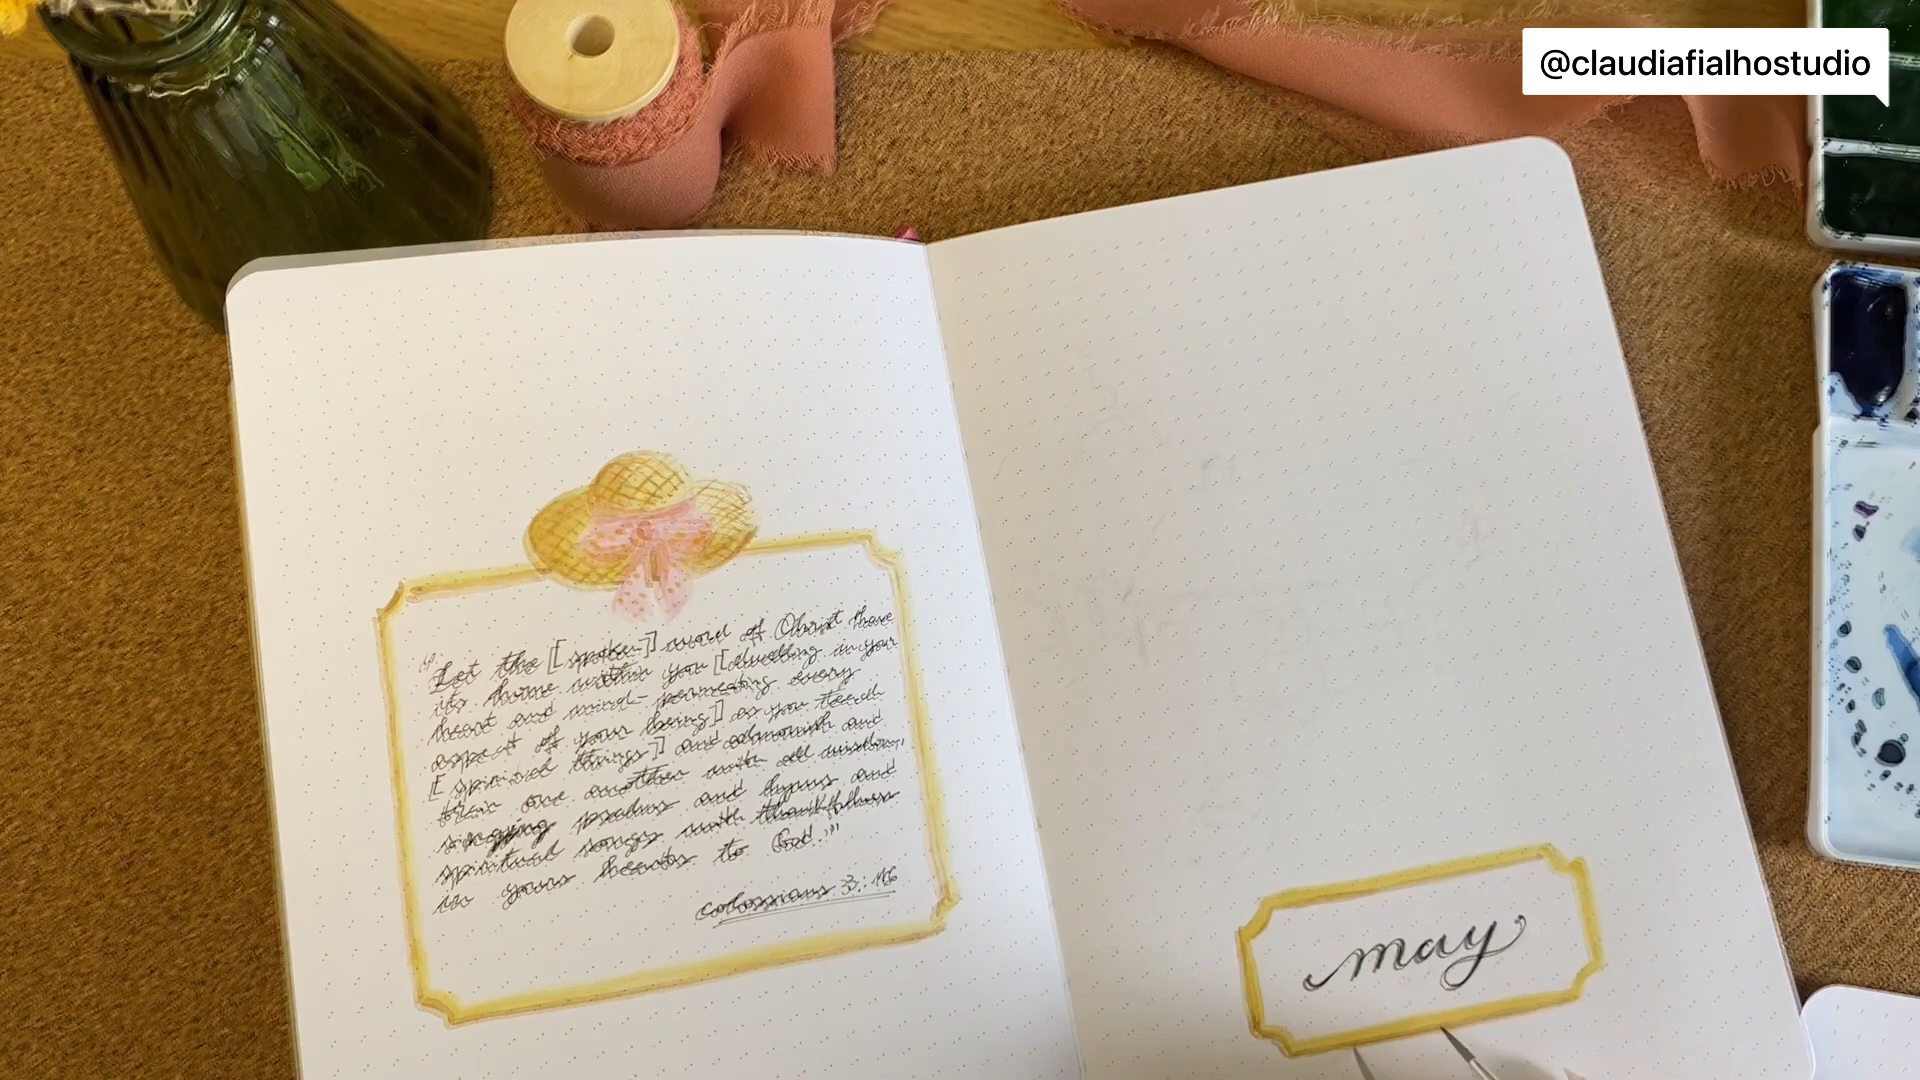 @claudiafialhostudio
Let the [spoken] word of Christ have
its home within you [dwelling in your
heart and mind- permeating every
aspect of your being] as you teach
[spiritual things] and admonish and
train one another with all wisdom,
singing psalms and hymns and
spiritual songs with thankfulness
in yours hearts to God."
colossians 3:16
may